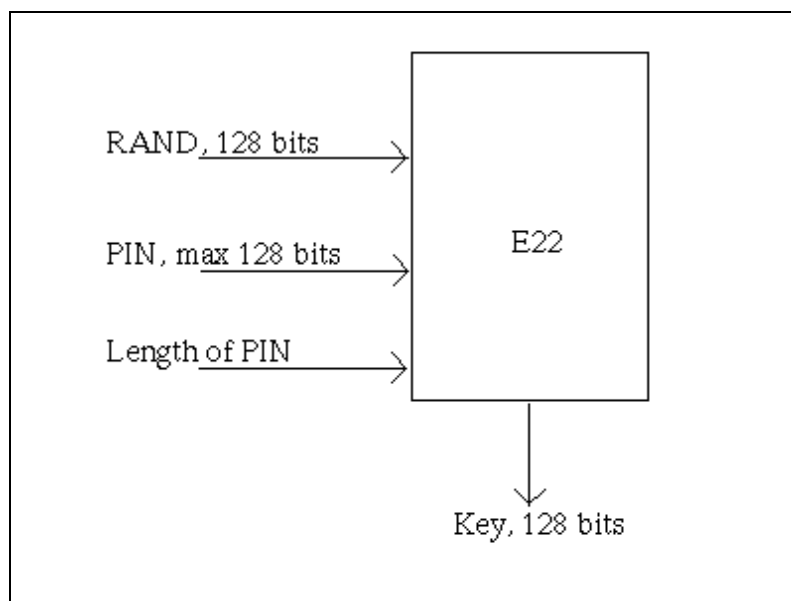 RAND, 128 bits
PIN, max 128 bits
E22
Length of PIN
Key, 128 bits